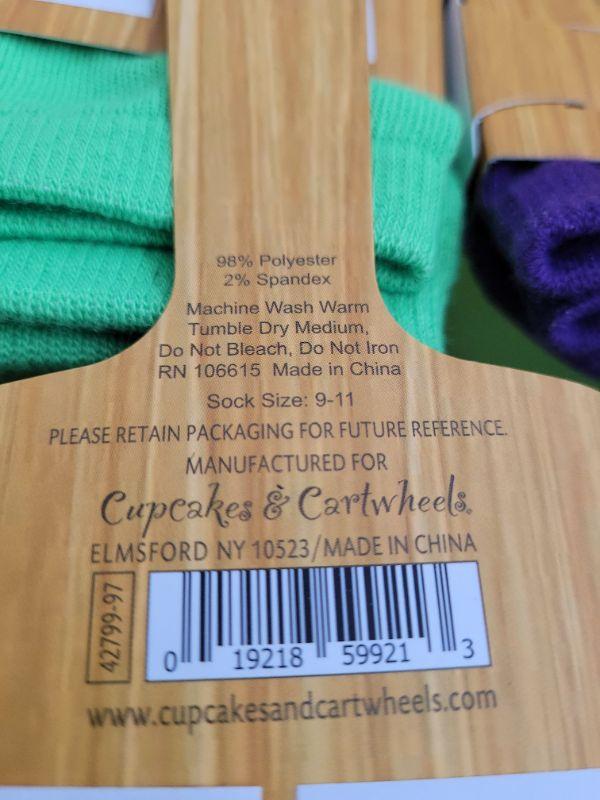 98% Polyester
2% Spandex
Machine Wash Warm
Tumble Dry Medium,
Do Not Bleach, Do Not Iron
RN 106615 Made in China
Sock Size: 9-11
PLEASE RETAIN PACKAGING FOR FUTURE REFERENCE.
MANUFACTURED FOR
Cupcakes & Cartwheels®
ELMSFORD NY 10523/MADE IN CHINA
42799-97
0 19218 59921 3
www.cupcakesandcartwheels.com